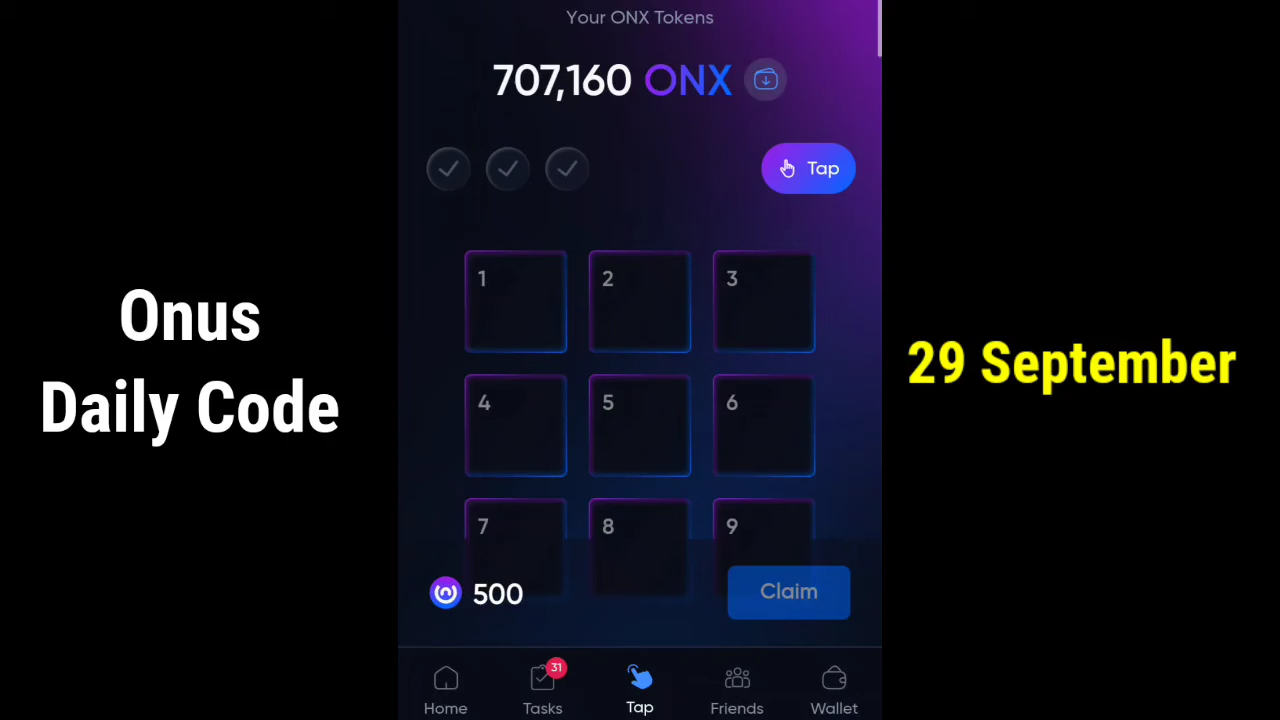 Your ONX Tokens
707,160 ONX
Tap
1 2 3
4 5 6
7 8 9
500 Claim
31
Home Tasks Tap Friends Wallet
Onus
Daily Code
29 September